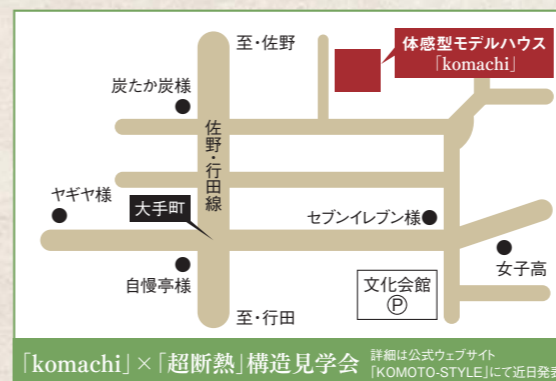 至・佐野
体感型モデルハウス
「komachi」
炭たか炭様
佐野・行田線
ヤギヤ様
大手町
セブンイレブン様
自慢亭様
文化会館
Ⓟ
女子高
至・行田
「komachi」×「超断熱」構造見学会
詳細は公式ウェブサイト
「KOMOTO-STYLE」にて近日発